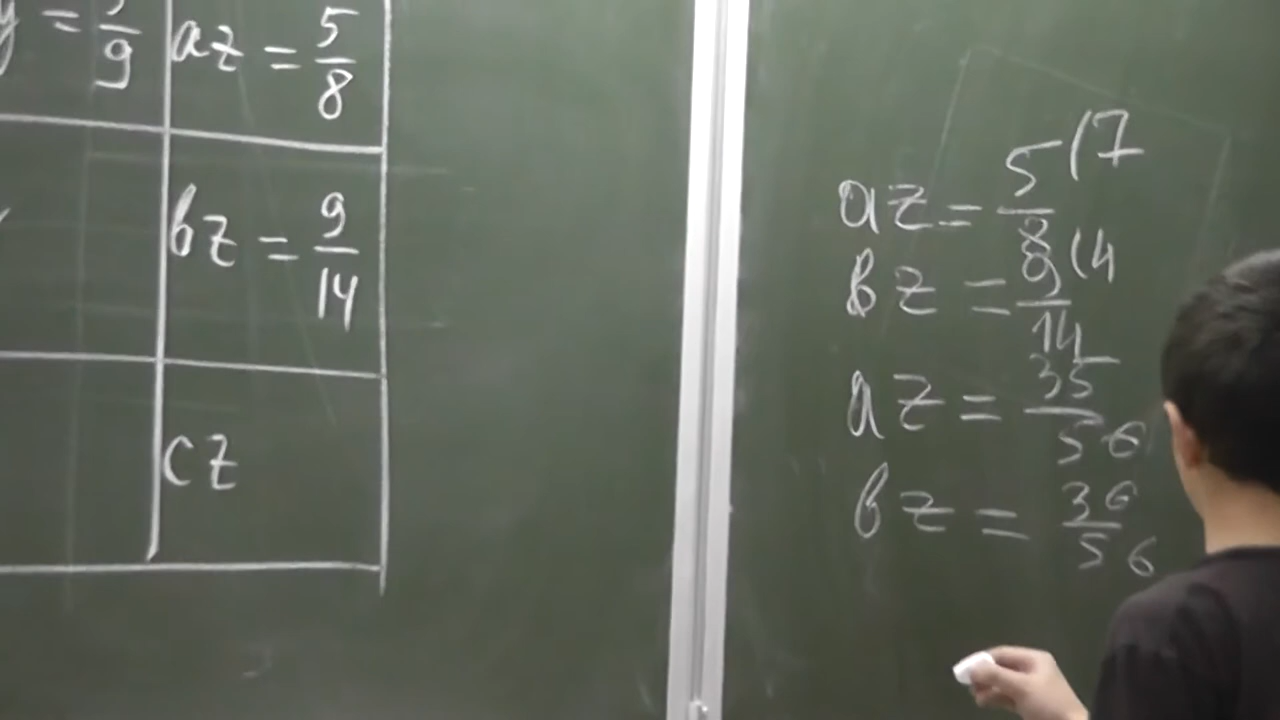 y = 5/9
az = 5/8
bz = 9/14
cz
az = 5/8 (7
bz = 9/14 (4
az = 35/56
bz = 36/56